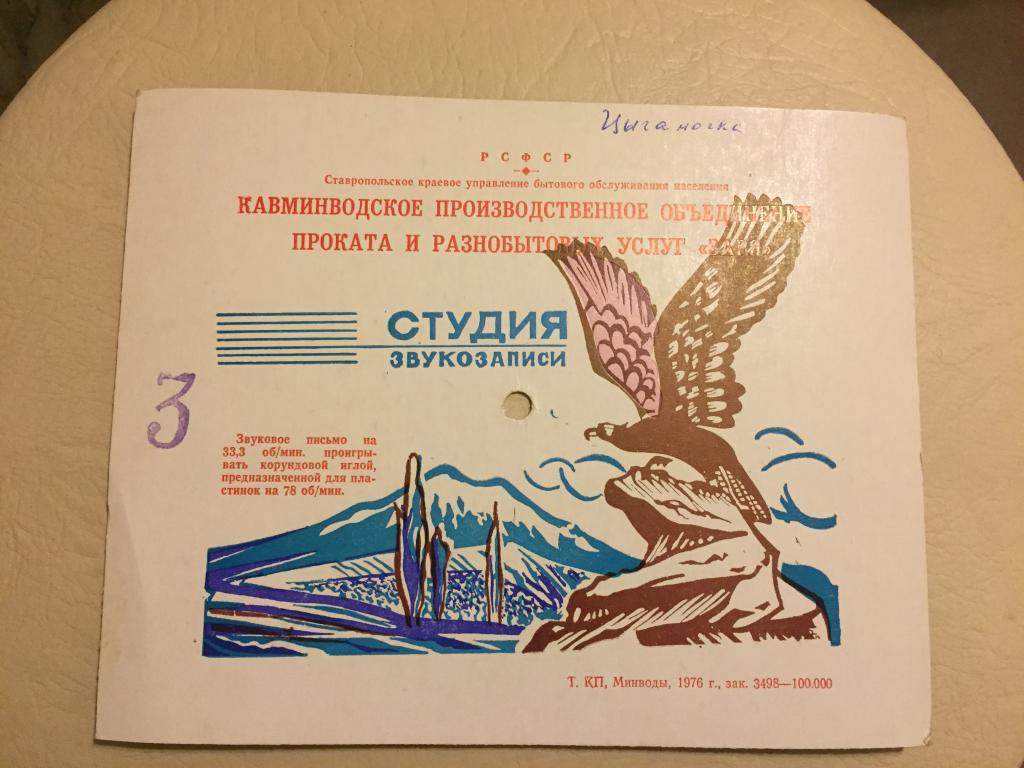 Цыганочка
РСФСР
Ставропольское краевое управление бытового обслуживания населения
КАВМИНВОДСКОЕ ПРОИЗВОДСТВЕННОЕ ОБЪЕДИНЕНИЕ
ПРОКАТА И РАЗНОБЫТОВЫХ УСЛУГ «ЗАРЯ»
СТУДИЯ
ЗВУКОЗАПИСИ
3
Звуковое письмо на
33,3 об/мин. проигры-
вать корундовой иглой,
предназначенной для пла-
стинок на 78 об/мин.
Т. КП, Минводы, 1976 г., зак. 3498—100.000